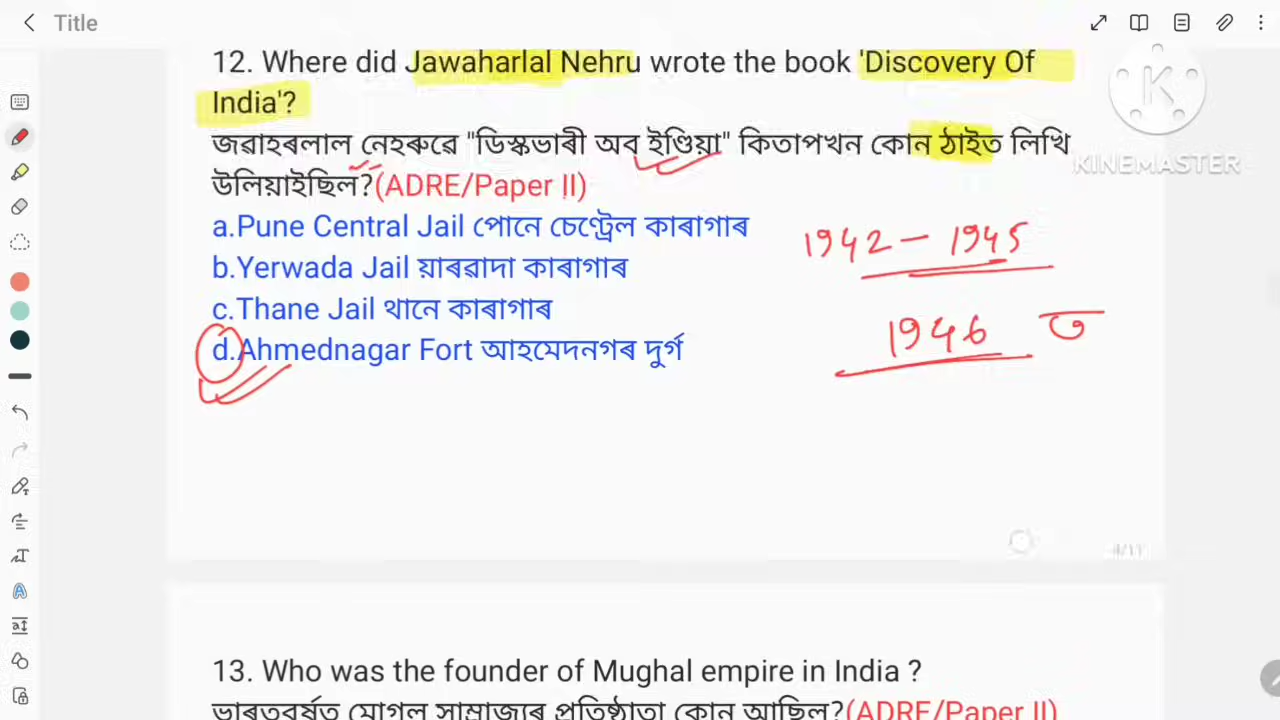 Title
12. Where did Jawaharlal Nehru wrote the book 'Discovery Of
India'?
জৱাহৰলাল নেহৰুৱে "ডিস্কভাৰী অব ইণ্ডিয়া" কিতাপখন কোন ঠাইত লিখি
উলিয়াইছিল?(ADRE/Paper II)
KINEMASTER
a.Pune Central Jail পোনে চেণ্ট্ৰেল কাৰাগাৰ
1942 – 1945
b.Yerwada Jail য়াৰৱাদা কাৰাগাৰ
c.Thane Jail থানে কাৰাগাৰ
1946 ত
d.Ahmednagar Fort আহমেদনগৰ দুৰ্গ
4/11
13. Who was the founder of Mughal empire in India ?
ভাৰতবৰ্ষত মোগল সাম্ৰাজ্যৰ প্ৰতিষ্ঠাতা কোন আছিল?(ADRE/Paper II)